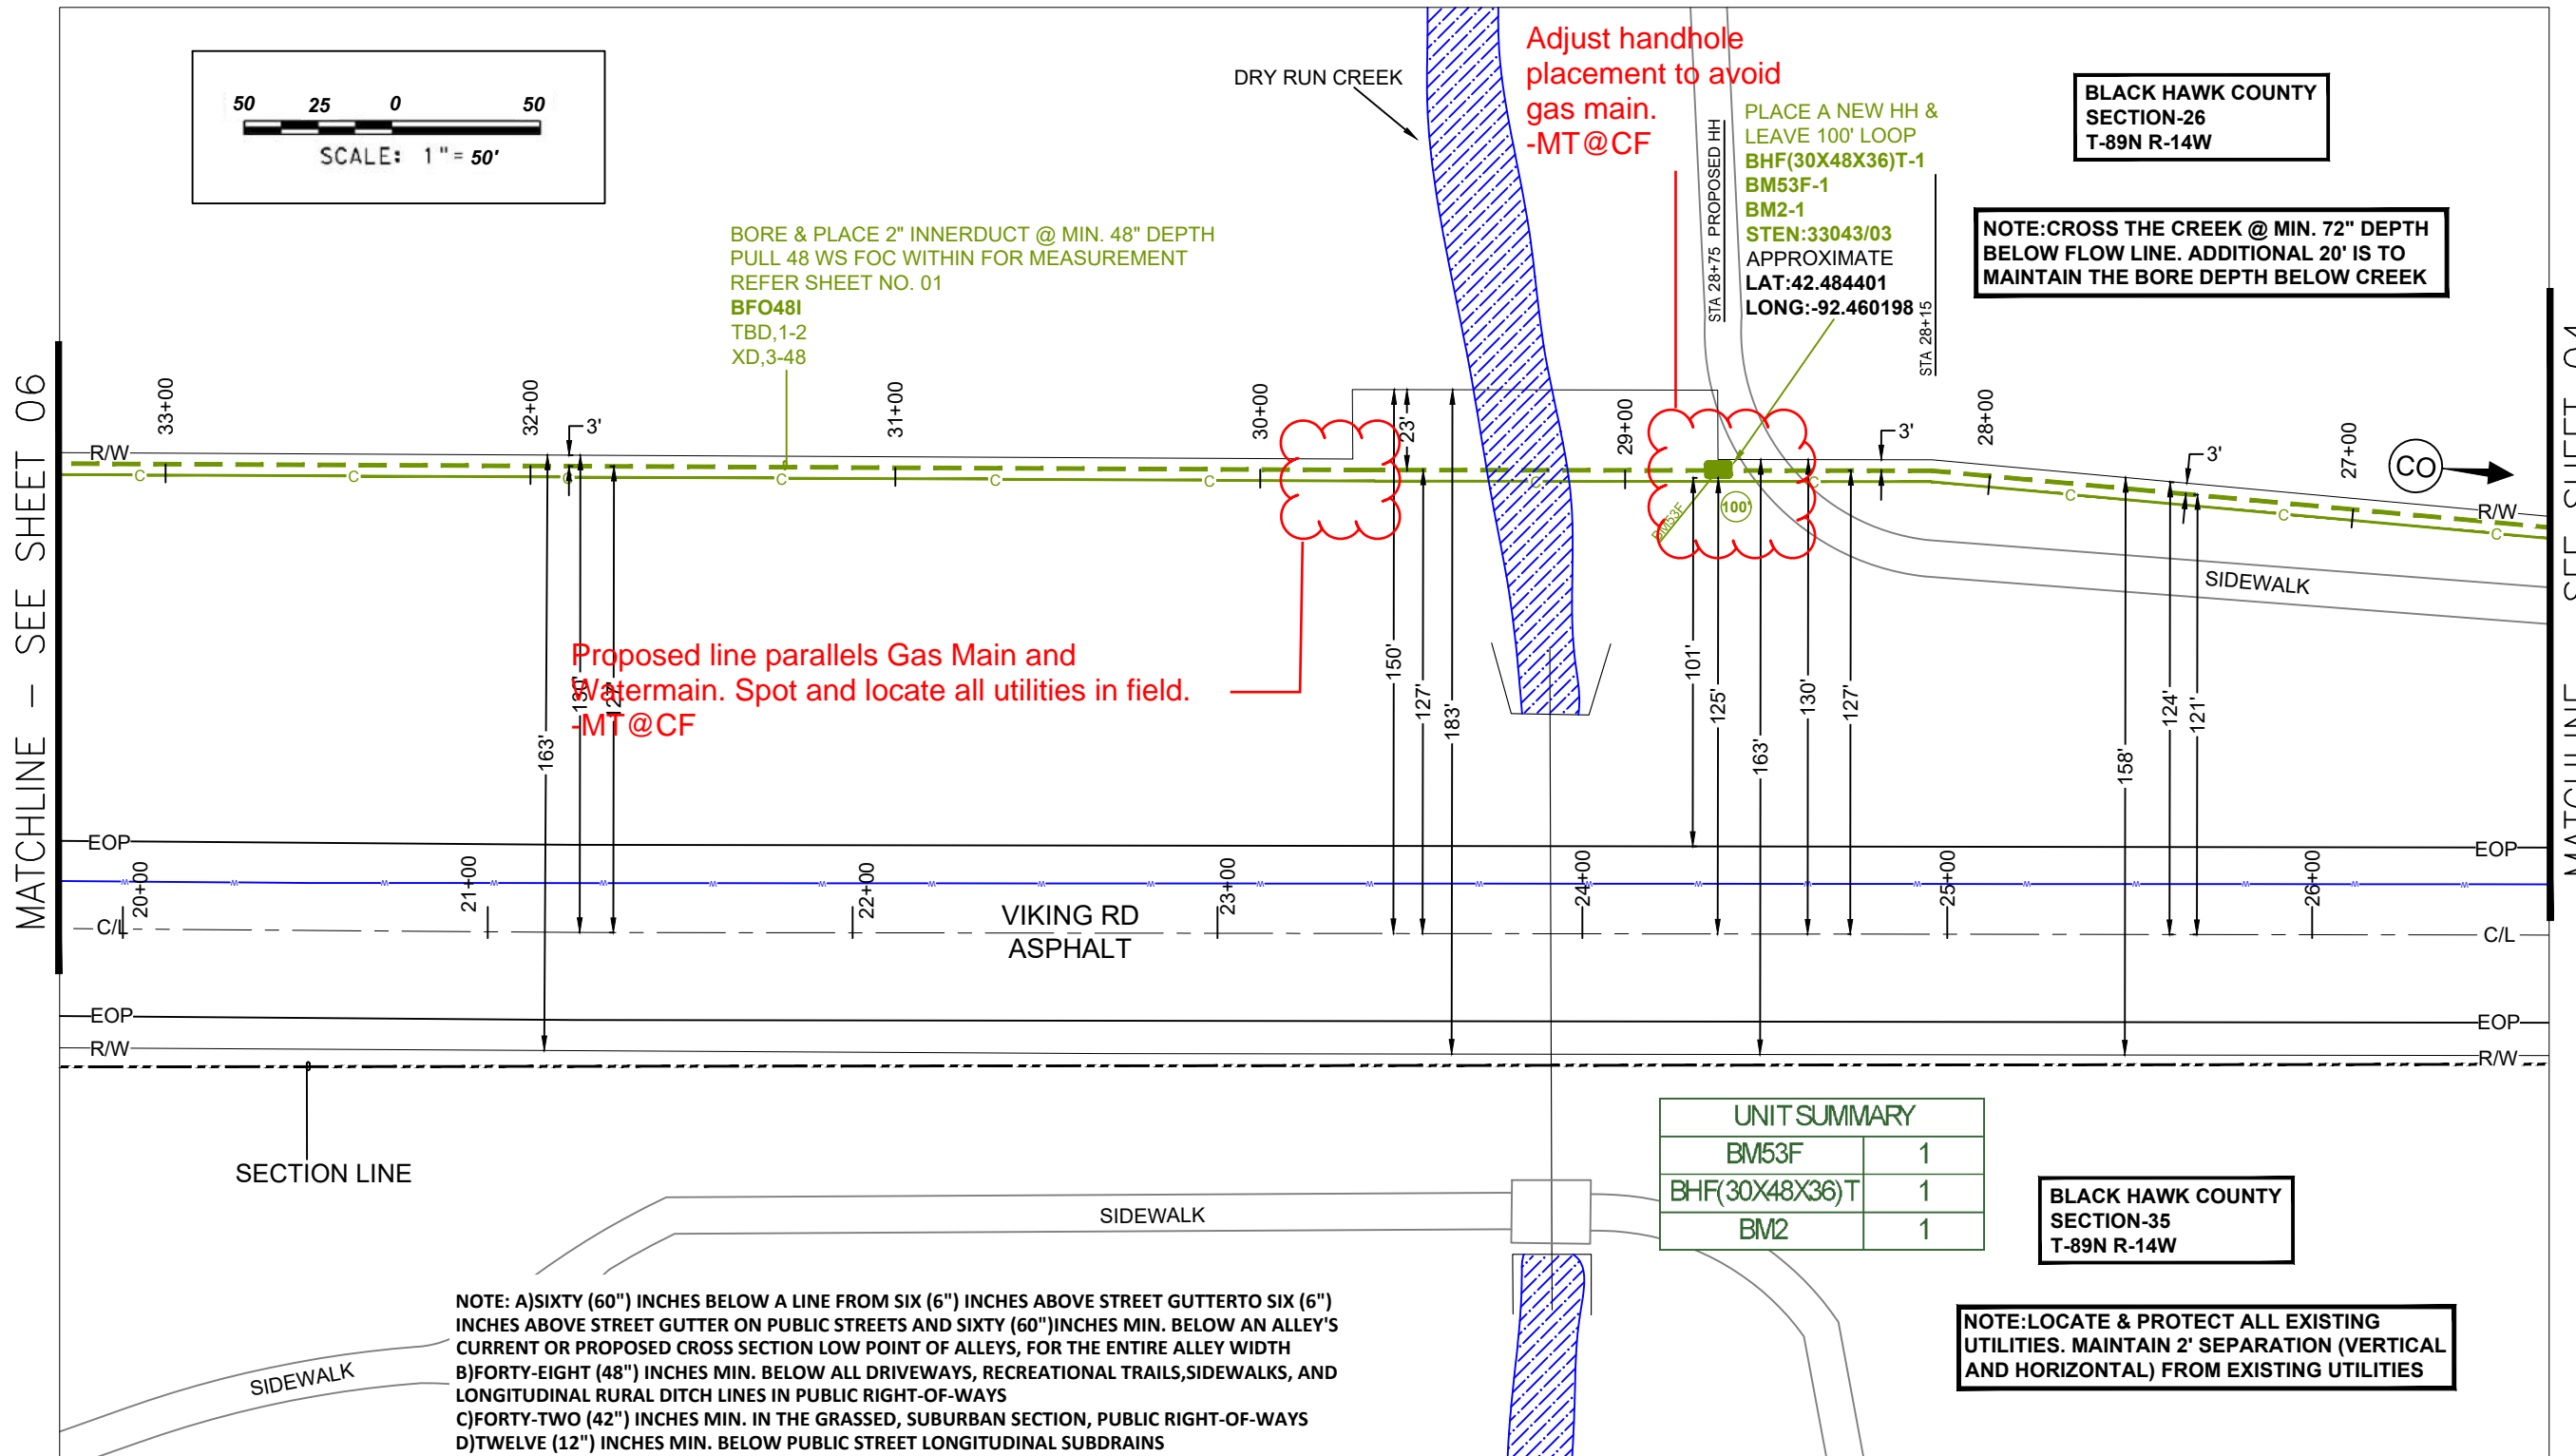 50 25 0 50
SCALE: 1"= 50'
DRY RUN CREEK
Adjust handhole
placement to avoid
gas main.
-MT@CF
STA 28+75 PROPOSED HH
PLACE A NEW HH &
LEAVE 100' LOOP
BHF(30X48X36)T-1
BM53F-1
BM2-1
STEN:33043/03
APPROXIMATE
LAT:42.484401
LONG:-92.460198
STA 28+15
BLACK HAWK COUNTY
SECTION-26
T-89N R-14W
NOTE:CROSS THE CREEK @ MIN. 72" DEPTH
BELOW FLOW LINE. ADDITIONAL 20' IS TO
MAINTAIN THE BORE DEPTH BELOW CREEK
BORE & PLACE 2" INNERDUCT @ MIN. 48" DEPTH
PULL 48 WS FOC WITHIN FOR MEASUREMENT
REFER SHEET NO. 01
BFO48I
TBD,1-2
XD,3-48
MATCHLINE – SEE SHEET 06
MATCHLINE – SEE SHEET 04
33+00
32+00
31+00
30+00
29+00
28+00
27+00
R/W
3'
23'
3'
3'
CO
R/W
C C C C C C C C C C C
BM53F
100'
SIDEWALK
Proposed line parallels Gas Main and
Watermain. Spot and locate all utilities in field.
-MT@CF
163'
130'
127'
150'
127'
183'
101'
125'
163'
130'
127'
158'
124'
121'
EOP
EOP
W W W W W W W W W W W W W W W W W W W W W W
20+00
21+00
22+00
23+00
24+00
25+00
26+00
C/L
VIKING RD
ASPHALT
C/L
EOP
EOP
R/W
R/W
SECTION LINE
SIDEWALK
SIDEWALK
UNIT SUMMARY
BM53F 1
BHF(30X48X36)T 1
BM2 1
BLACK HAWK COUNTY
SECTION-35
T-89N R-14W
NOTE: A)SIXTY (60") INCHES BELOW A LINE FROM SIX (6") INCHES ABOVE STREET GUTTERTO SIX (6")
INCHES ABOVE STREET GUTTER ON PUBLIC STREETS AND SIXTY (60")INCHES MIN. BELOW AN ALLEY'S
CURRENT OR PROPOSED CROSS SECTION LOW POINT OF ALLEYS, FOR THE ENTIRE ALLEY WIDTH
B)FORTY-EIGHT (48") INCHES MIN. BELOW ALL DRIVEWAYS, RECREATIONAL TRAILS,SIDEWALKS, AND
LONGITUDINAL RURAL DITCH LINES IN PUBLIC RIGHT-OF-WAYS
C)FORTY-TWO (42") INCHES MIN. IN THE GRASSED, SUBURBAN SECTION, PUBLIC RIGHT-OF-WAYS
D)TWELVE (12") INCHES MIN. BELOW PUBLIC STREET LONGITUDINAL SUBDRAINS
NOTE:LOCATE & PROTECT ALL EXISTING
UTILITIES. MAINTAIN 2' SEPARATION (VERTICAL
AND HORIZONTAL) FROM EXISTING UTILITIES